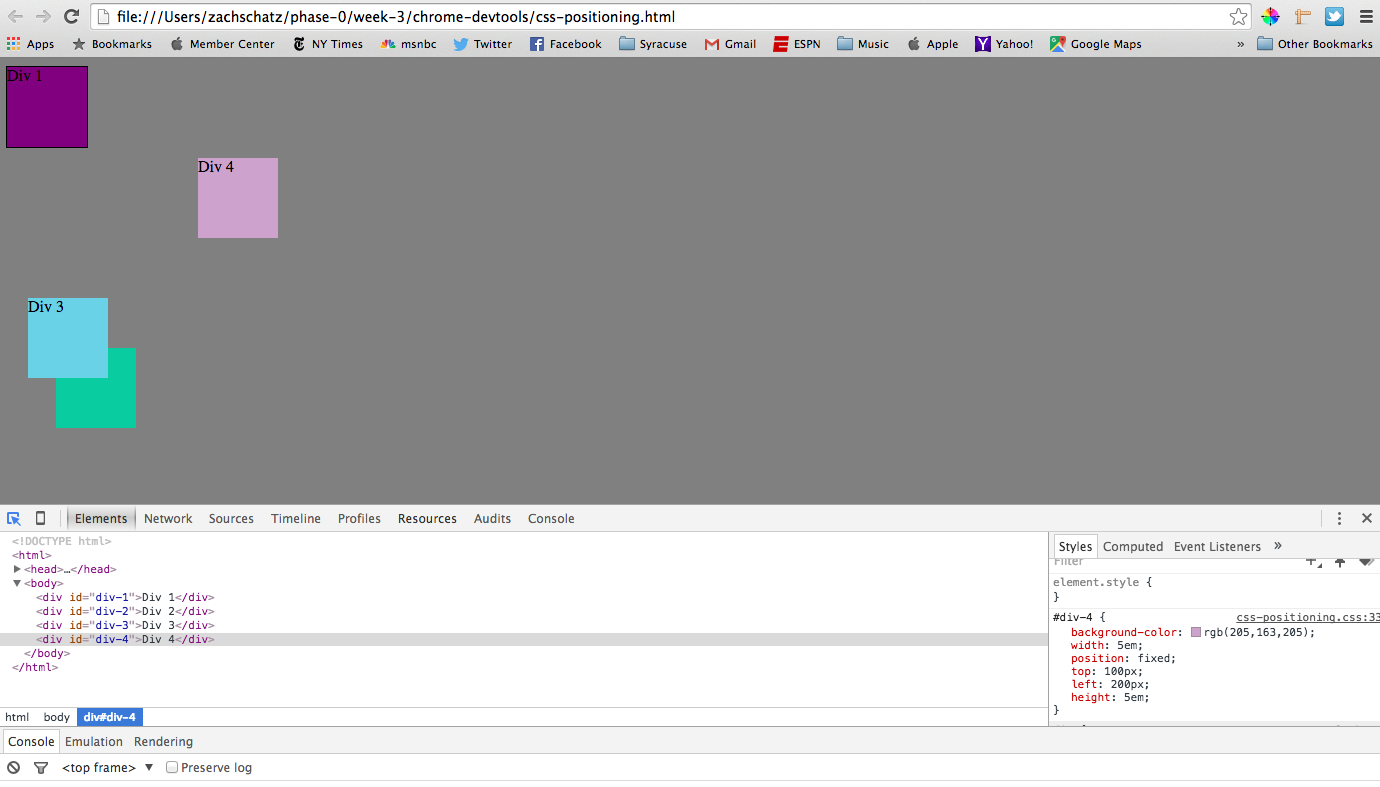 file:///Users/zachschatz/phase-0/week-3/chrome-devtools/css-positioning.html
Apps Bookmarks Member Center NY Times msnbc Twitter Facebook Syracuse Gmail ESPN Music Apple Yahoo! Google Maps » Other Bookmarks
Div 1
Div 4
Div 3
Elements Network Sources Timeline Profiles Resources Audits Console
<!DOCTYPE html>
<html>
<head>…</head>
<body>
<div id="div-1">Div 1</div>
<div id="div-2">Div 2</div>
<div id="div-3">Div 3</div>
<div id="div-4">Div 4</div>
</body>
</html>
html body div#div-4
Styles Computed Event Listeners »
Filter
element.style {
}
#div-4 { css-positioning.css:33
background-color: rgb(205,163,205);
width: 5em;
position: fixed;
top: 100px;
left: 200px;
height: 5em;
}
Console Emulation Rendering
<top frame> ▼ Preserve log